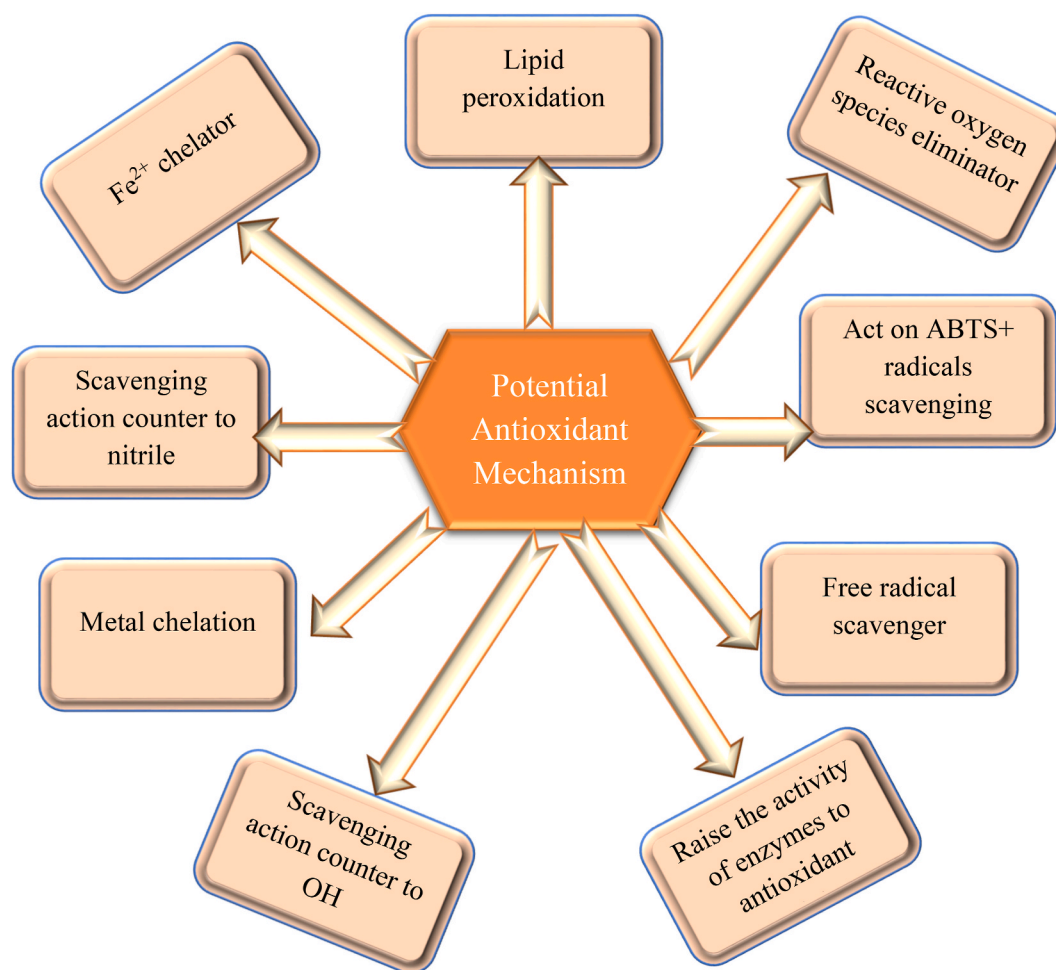 Lipid
peroxidation
Reactive oxygen
species eliminator
Fe²⁺ chelator
Act on ABTS+
radicals
scavenging
Scavenging
action counter to
nitrile
Potential
Antioxidant
Mechanism
Metal chelation
Free radical
scavenger
Scavenging
action counter to
OH
Raise the activity
of enzymes to
antioxidant